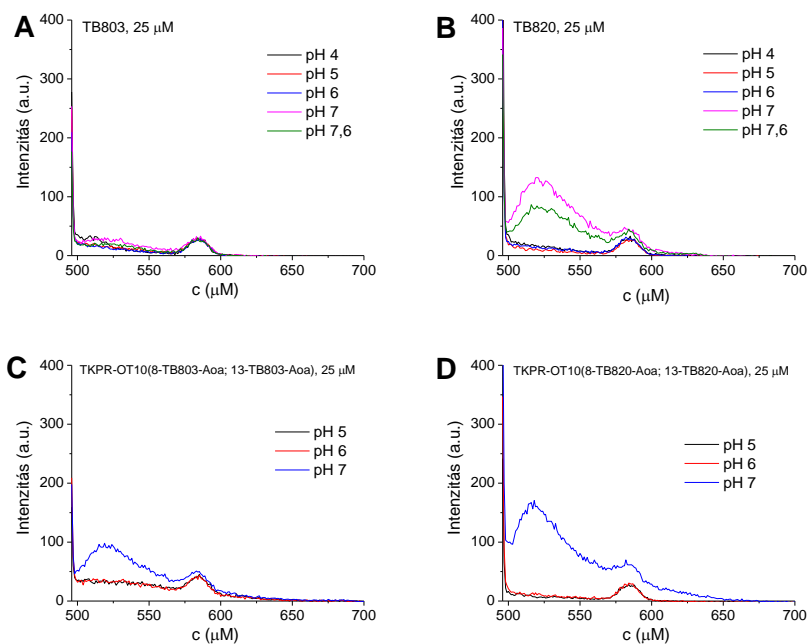 A
TB803, 25 μM
Intenzitás (a.u.)
400
300
200
100
0
pH 4
pH 5
pH 6
pH 7
pH 7,6
500 550 600 650 700
c (μM)
B
TB820, 25 μM
Intenzitás (a.u.)
400
300
200
100
0
pH 4
pH 5
pH 6
pH 7
pH 7,6
500 550 600 650 700
c (μM)
C
TKPR-OT10(8-TB803-Aoa; 13-TB803-Aoa), 25 μM
Intenzitás (a.u.)
400
300
200
100
0
pH 5
pH 6
pH 7
500 550 600 650 700
c (μM)
D
TKPR-OT10(8-TB820-Aoa; 13-TB820-Aoa), 25 μM
Intenzitás (a.u.)
400
300
200
100
0
pH 5
pH 6
pH 7
500 550 600 650 700
c (μM)